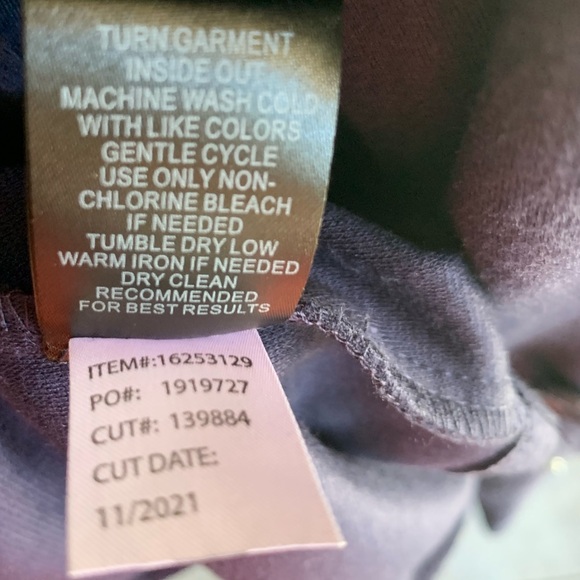 TURN GARMENT
INSIDE OUT
MACHINE WASH COLD
WITH LIKE COLORS
GENTLE CYCLE
USE ONLY NON-
CHLORINE BLEACH
IF NEEDED
TUMBLE DRY LOW
WARM IRON IF NEEDED
DRY CLEAN
RECOMMENDED
FOR BEST RESULTS
ITEM#:16253129
PO#: 1919727
CUT#: 139884
CUT DATE:
11/2021